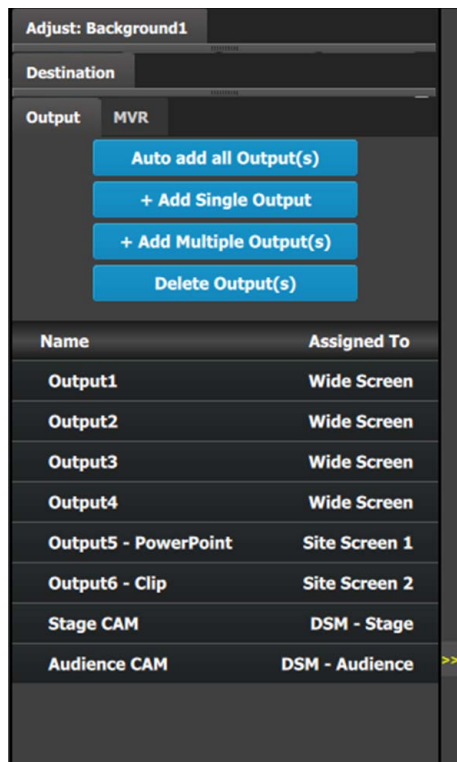 Adjust: Background1
Destination
Output MVR
Auto add all Output(s)
+ Add Single Output
+ Add Multiple Output(s)
Delete Output(s)
Name Assigned To
Output1 Wide Screen
Output2 Wide Screen
Output3 Wide Screen
Output4 Wide Screen
Output5 - PowerPoint Site Screen 1
Output6 - Clip Site Screen 2
Stage CAM DSM - Stage
Audience CAM DSM - Audience
>>